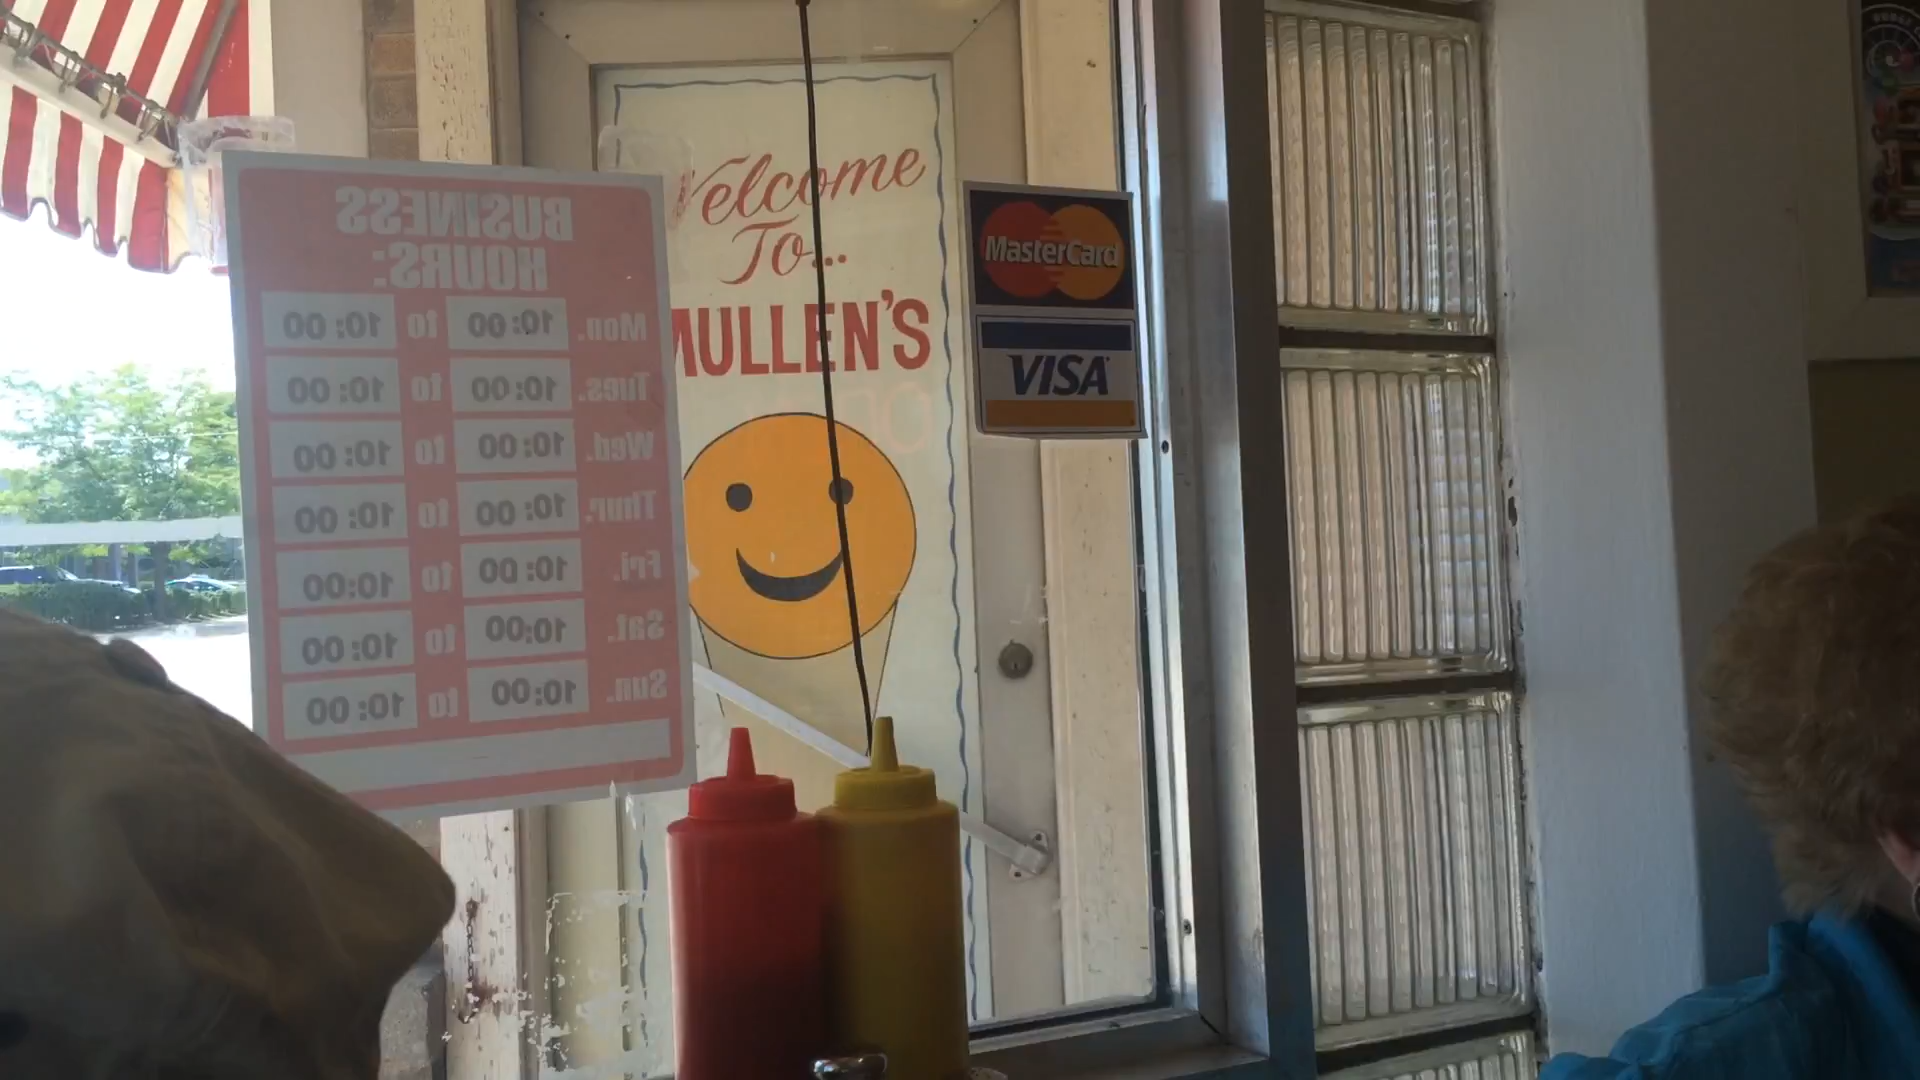 BUSINESS
HOURS:
Mon. 10:00 to 10:00
Tues. 10:00 to 10:00
Wed. 10:00 to 10:00
Thur. 10:00 to 10:00
Fri. 10:00 to 10:00
Sat. 10:00 to 10:00
Sun. 10:00 to 10:00
Welcome
To...
MULLEN'S
MasterCard
VISA